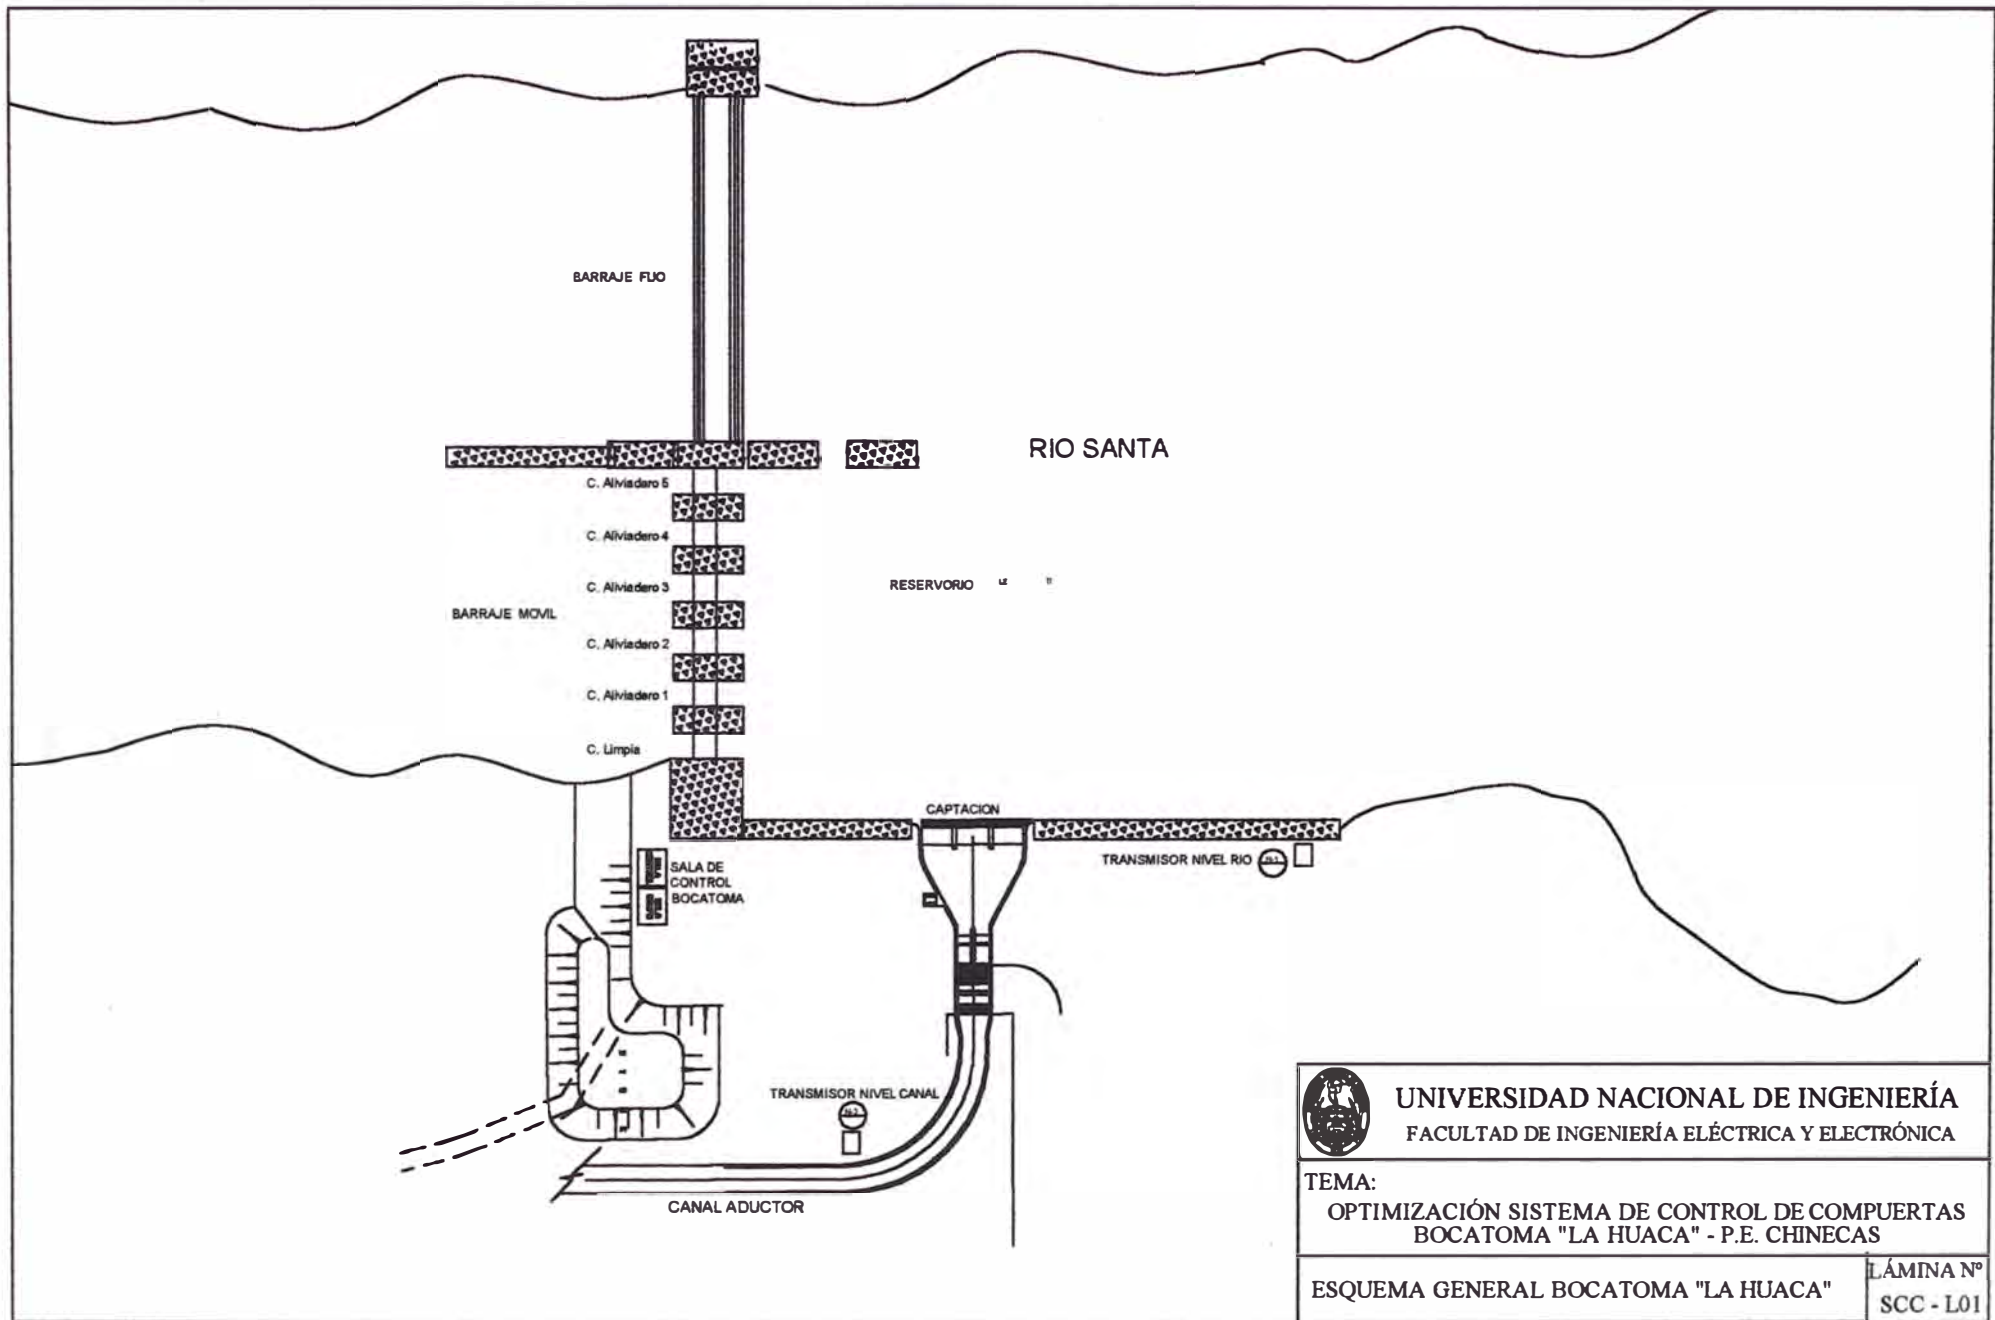 BARRAJE FIJO
RIO SANTA
C. Aliviadero 5
C. Aliviadero 4
C. Aliviadero 3
RESERVORIO
BARRAJE MOVIL
C. Aliviadero 2
C. Aliviadero 1
C. Limpia
CAPTACION
TRANSMISOR NIVEL RIO
SALA DE
CONTROL
BOCATOMA
TRANSMISOR NIVEL CANAL
CANAL ADUCTOR
UNIVERSIDAD NACIONAL DE INGENIERÍA
FACULTAD DE INGENIERÍA ELÉCTRICA Y ELECTRÓNICA
TEMA:
OPTIMIZACIÓN SISTEMA DE CONTROL DE COMPUERTAS
BOCATOMA "LA HUACA" - P.E. CHINECAS
ESQUEMA GENERAL BOCATOMA "LA HUACA"
LÁMINA Nº
SCC - L01